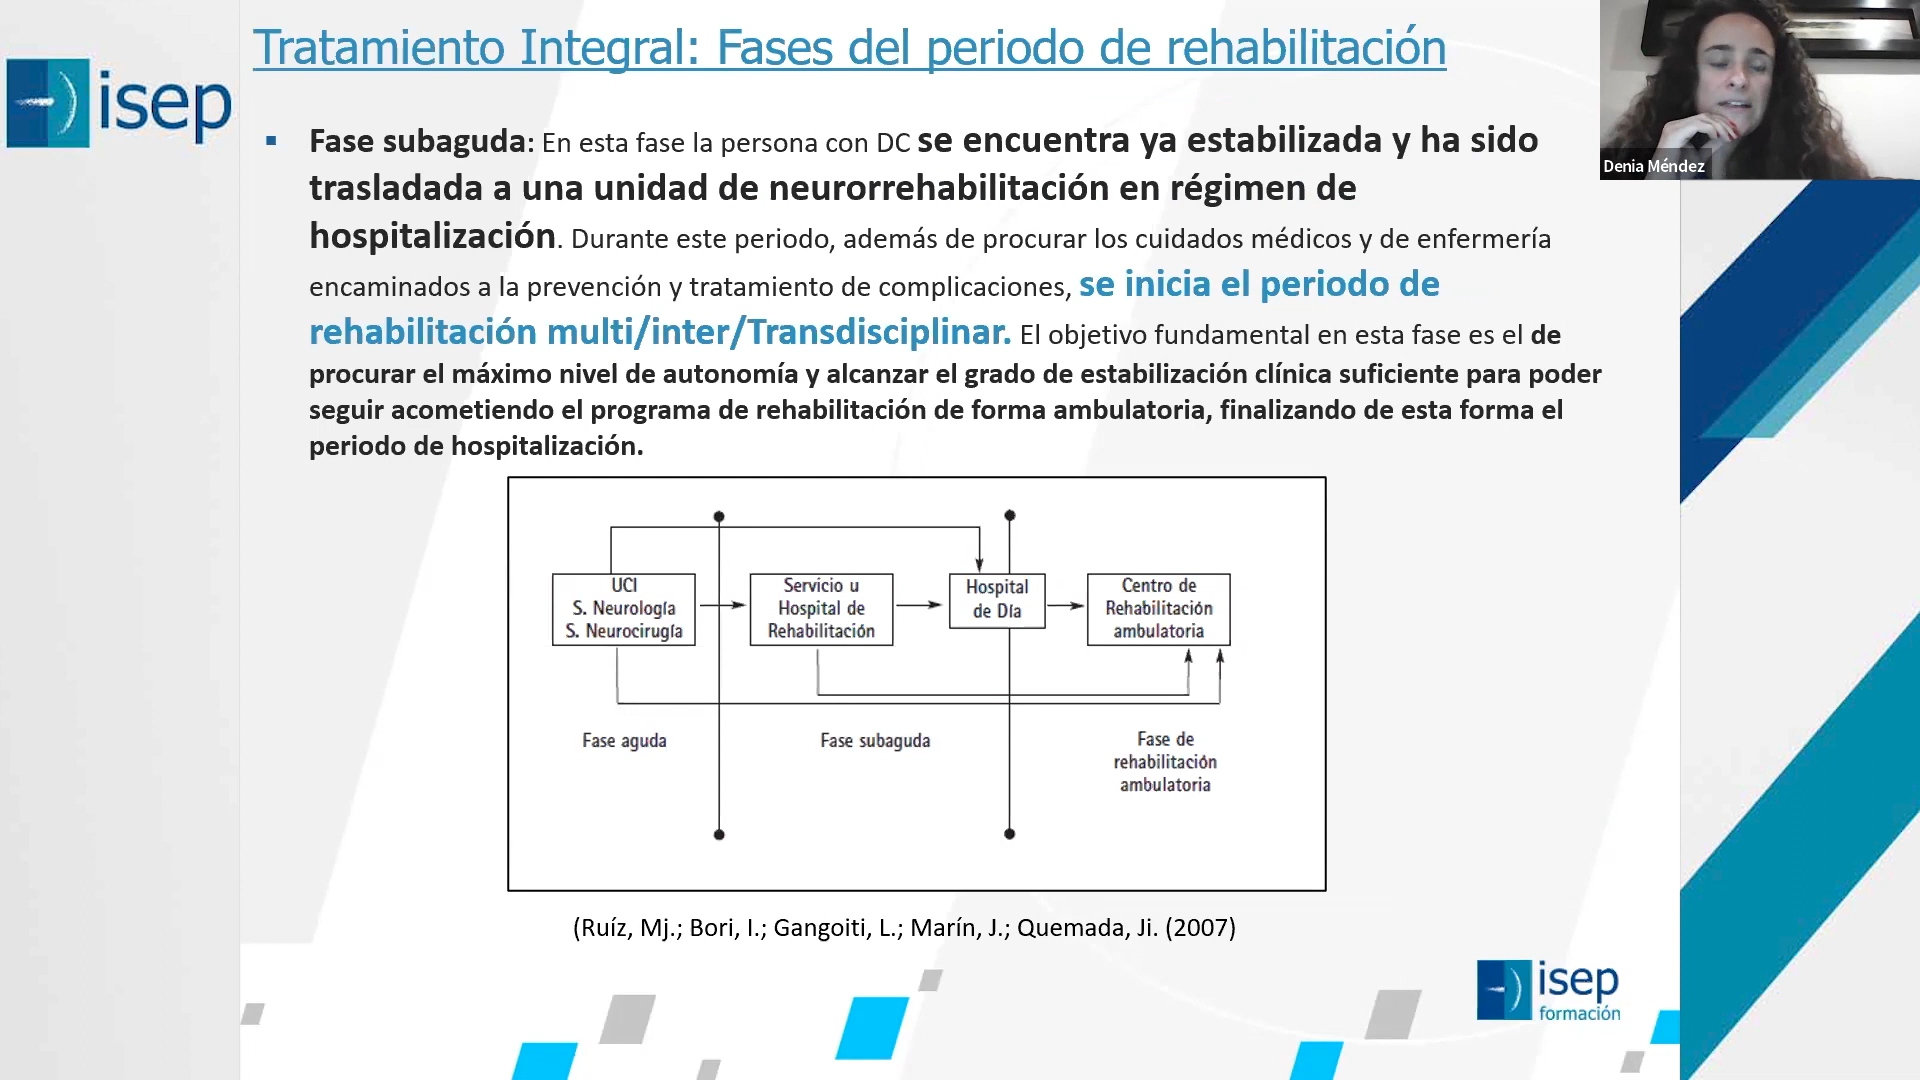 Tratamiento Integral: Fases del periodo de rehabilitación
isep
Denia Méndez
▪ Fase subaguda: En esta fase la persona con DC se encuentra ya estabilizada y ha sido
trasladada a una unidad de neurorrehabilitación en régimen de
hospitalización. Durante este periodo, además de procurar los cuidados médicos y de enfermería
encaminados a la prevención y tratamiento de complicaciones, se inicia el periodo de
rehabilitación multi/inter/Transdisciplinar. El objetivo fundamental en esta fase es el de
procurar el máximo nivel de autonomía y alcanzar el grado de estabilización clínica suficiente para poder
seguir acometiendo el programa de rehabilitación de forma ambulatoria, finalizando de esta forma el
periodo de hospitalización.
UCI
S. Neurología
S. Neurocirugía
Servicio u
Hospital de
Rehabilitación
Hospital
de Día
Centro de
Rehabilitación
ambulatoria
Fase aguda
Fase subaguda
Fase de
rehabilitación
ambulatoria
(Ruíz, Mj.; Bori, I.; Gangoiti, L.; Marín, J.; Quemada, Ji. (2007)
isep
formación